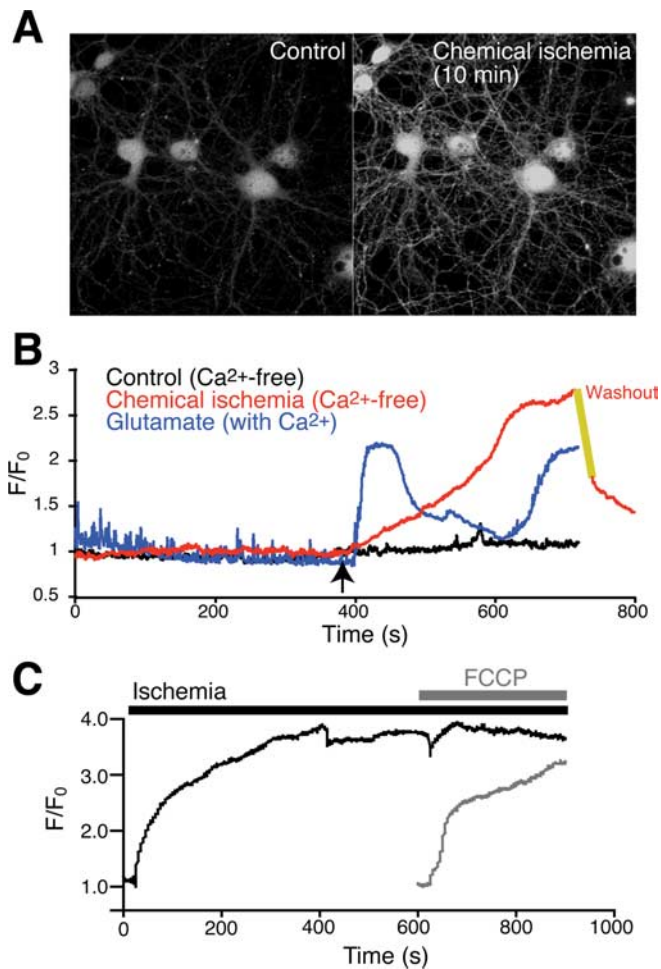 A
Control
Chemical ischemia
(10 min)
B
3
2.5
2
1.5
1
0.5
F/F0
Control (Ca2+-free)
Chemical ischemia (Ca2+-free)
Glutamate (with Ca2+)
Washout
0
200
400
600
800
Time (s)
C
FCCP
Ischemia
4.0
3.0
2.0
1.0
F/F0
0
200
400
600
800
1000
Time (s)